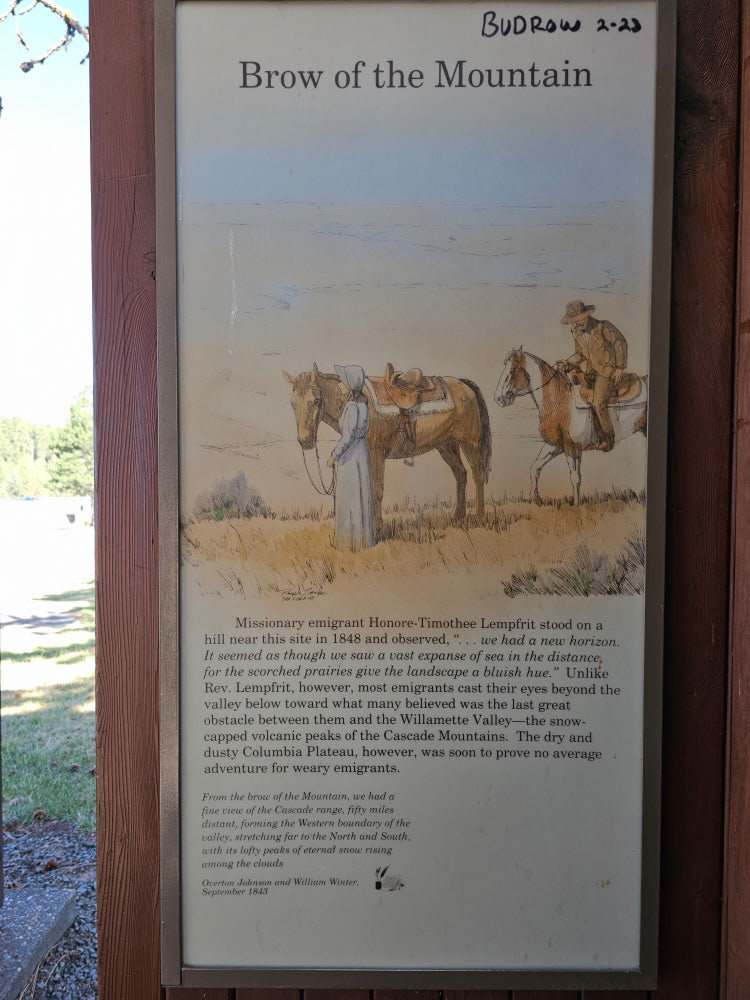 BUDROW 2-23
Brow of the Mountain
Missionary emigrant Honore-Timothee Lempfrit stood on a
hill near this site in 1848 and observed, “. . . we had a new horizon.
It seemed as though we saw a vast expanse of sea in the distance,
for the scorched prairies give the landscape a bluish hue.” Unlike
Rev. Lempfrit, however, most emigrants cast their eyes beyond the
valley below toward what many believed was the last great
obstacle between them and the Willamette Valley—the snow-
capped volcanic peaks of the Cascade Mountains. The dry and
dusty Columbia Plateau, however, was soon to prove no average
adventure for weary emigrants.
From the brow of the Mountain, we had a
fine view of the Cascade range, fifty miles
distant, forming the Western boundary of the
valley, stretching far to the North and South,
with its lofty peaks of eternal snow rising
among the clouds
Overton Johnson and William Winter,
September 1843